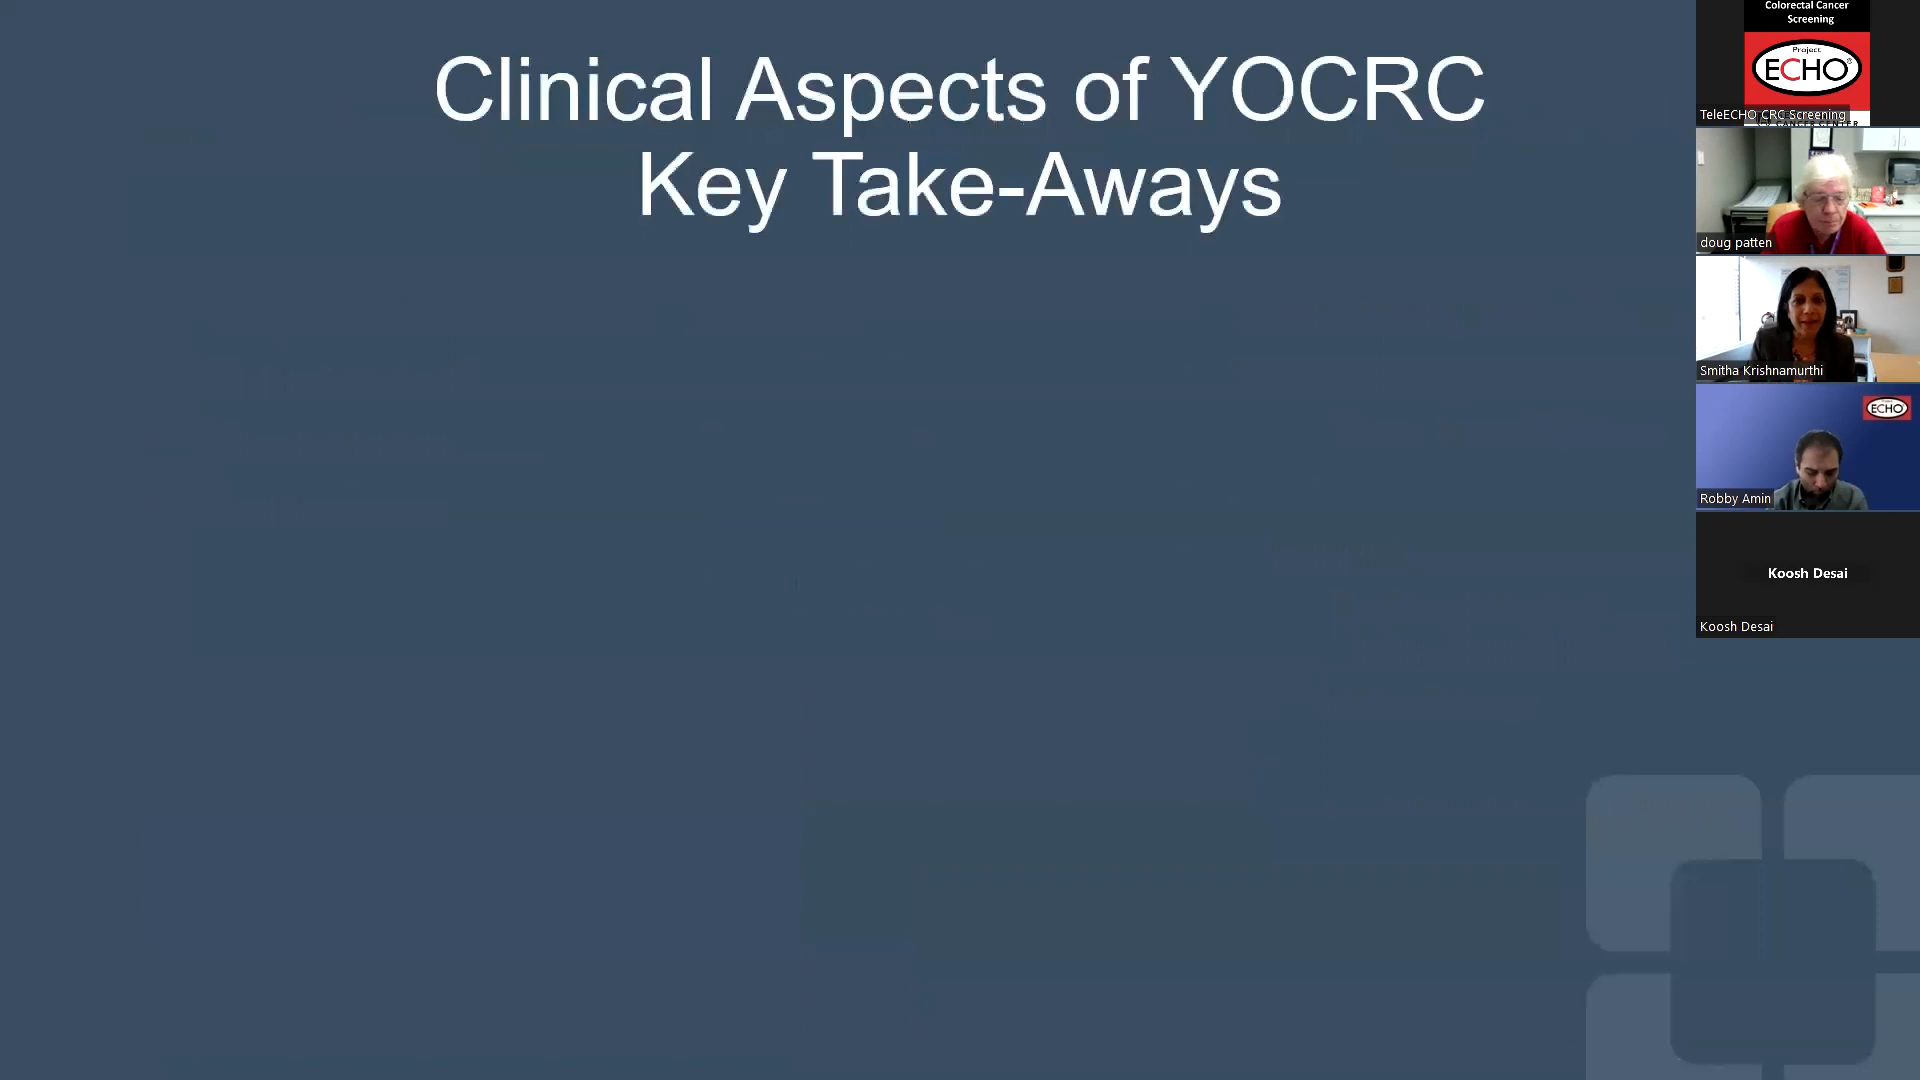 Clinical Aspects of YOCRC
Key Take-Aways
Colorectal Cancer
Screening
Project
ECHO®
TeleECHO CRC Screening
doug patten
Smitha Krishnamurthi
ECHO
Robby Amin
Koosh Desai
Koosh Desai